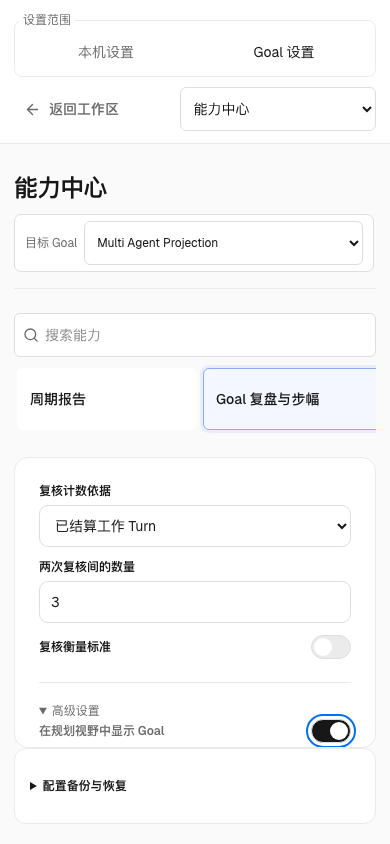 设置范围
本机设置
Goal 设置
返回工作区
能力中心
能力中心
目标 Goal
Multi Agent Projection
搜索能力
周期报告
Goal 复盘与步幅
复核计数依据
已结算工作 Turn
两次复核间的数量
3
复核衡量标准
高级设置
在规划视野中显示 Goal
配置备份与恢复